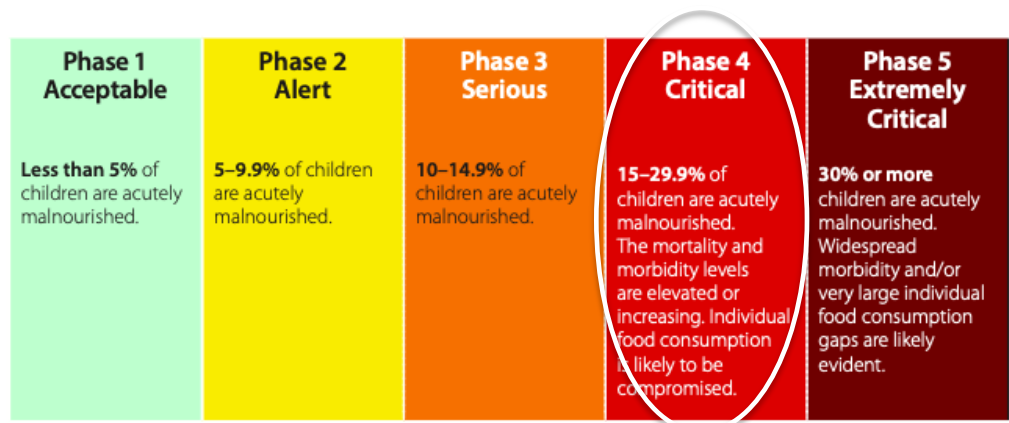 Phase 1
Acceptable
Less than 5% of
children are acutely
malnourished.
Phase 2
Alert
5–9.9% of children
are acutely
malnourished.
Phase 3
Serious
10–14.9% of
children are acutely
malnourished.
Phase 4
Critical
15–29.9% of
children are acutely
malnourished.
The mortality and
morbidity levels
are elevated or
increasing. Individual
food consumption
is likely to be
compromised.
Phase 5
Extremely
Critical
30% or more
children are acutely
malnourished.
Widespread
morbidity and/or
very large individual
food consumption
gaps are likely
evident.